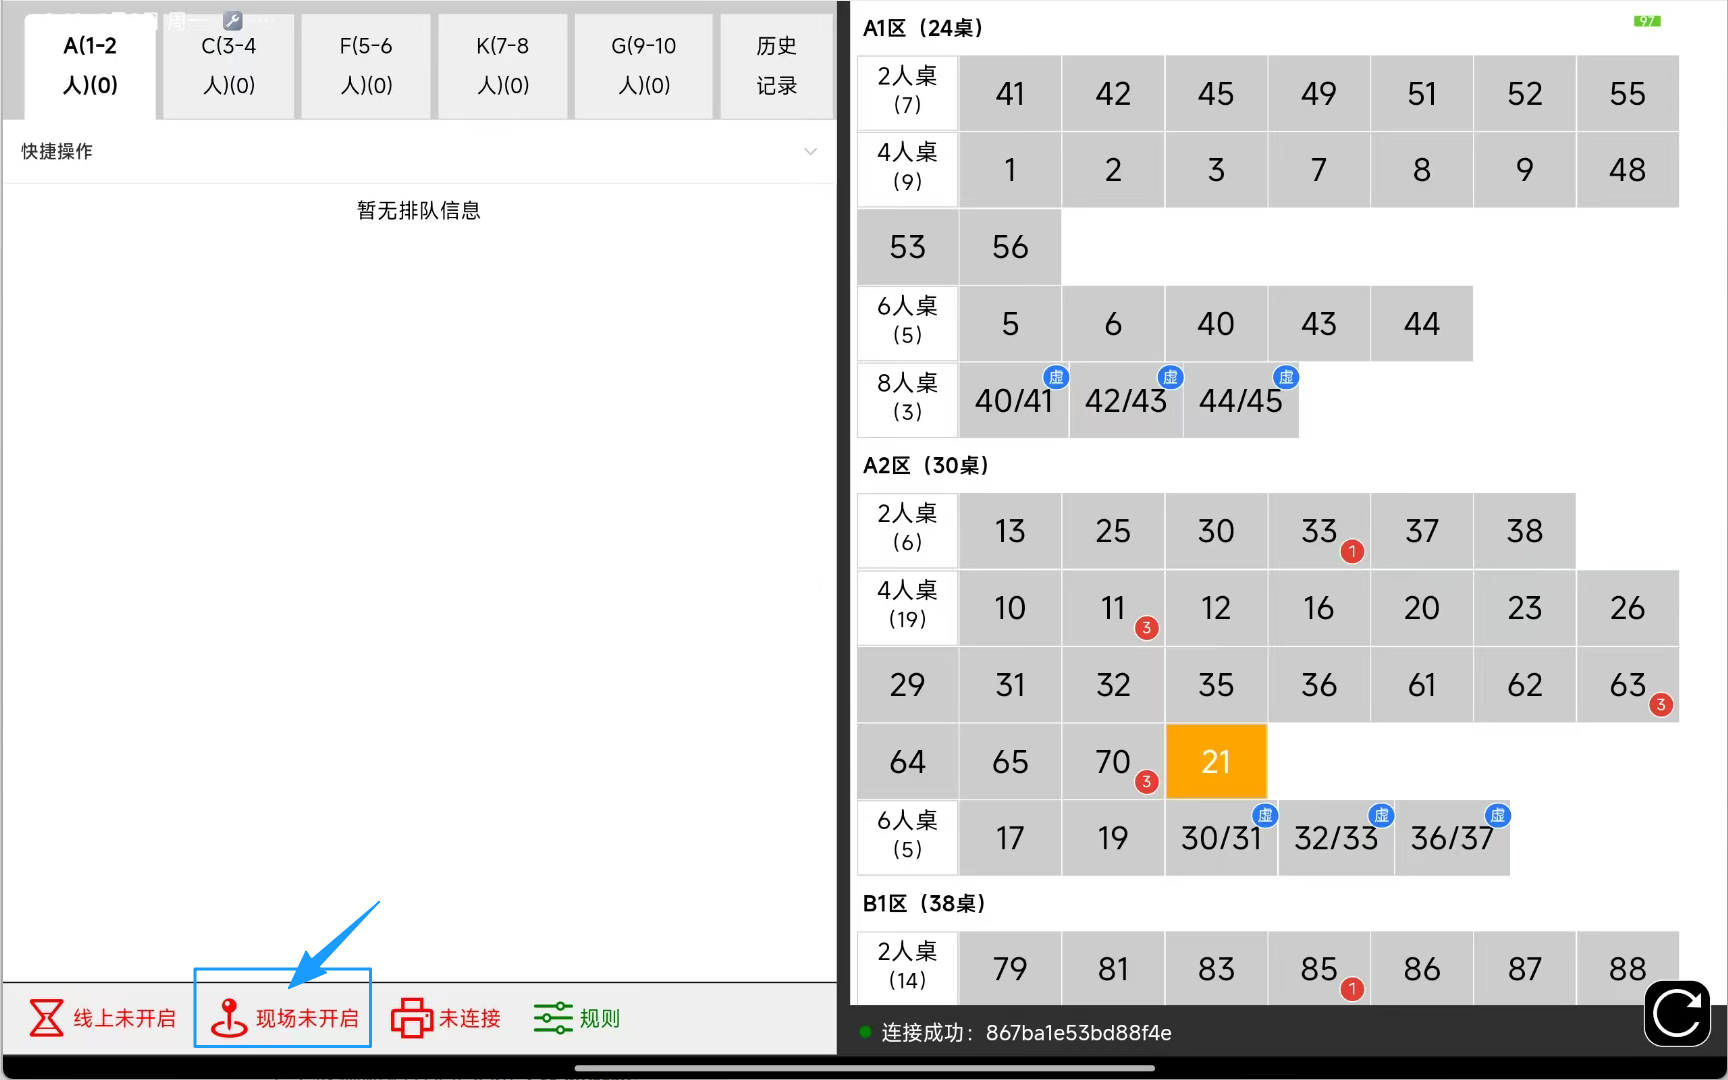 A(1-2
人)(0)
C(3-4
人)(0)
F(5-6
人)(0)
K(7-8
人)(0)
G(9-10
人)(0)
历史
记录
快捷操作
暂无排队信息
线上未开启
现场未开启
未连接
规则
97
A1区（24桌）
2人桌
(7)
41 42 45 49 51 52 55
4人桌
(9)
1 2 3 7 8 9 48
53 56
6人桌
(5)
5 6 40 43 44
8人桌
(3)
40/41 虚 42/43 虚 44/45 虚
A2区（30桌）
2人桌
(6)
13 25 30 33 1 37 38
4人桌
(19)
10 11 3 12 16 20 23 26
29 31 32 35 36 61 62 63 3
64 65 70 3 21
6人桌
(5)
17 19 30/31 虚 32/33 虚 36/37 虚
B1区（38桌）
2人桌
(14)
79 81 83 85 1 86 87 88
连接成功：867ba1e53bd88f4e